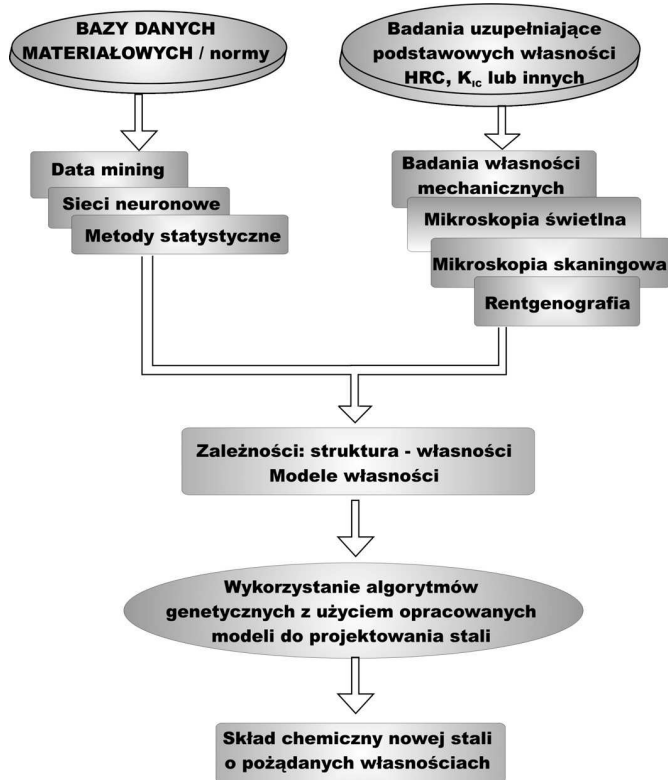 BAZY DANYCH
MATERIAŁOWYCH / normy
Badania uzupełniające
podstawowych własności
HRC, K_IC lub innych
Data mining
Sieci neuronowe
Metody statystyczne
Badania własności
mechanicznych
Mikroskopia świetlna
Mikroskopia skaningowa
Rentgenografia
Zależności: struktura - własności
Modele własności
Wykorzystanie algorytmów
genetycznych z użyciem opracowanych
modeli do projektowania stali
Skład chemiczny nowej stali
o pożądanych własnościach